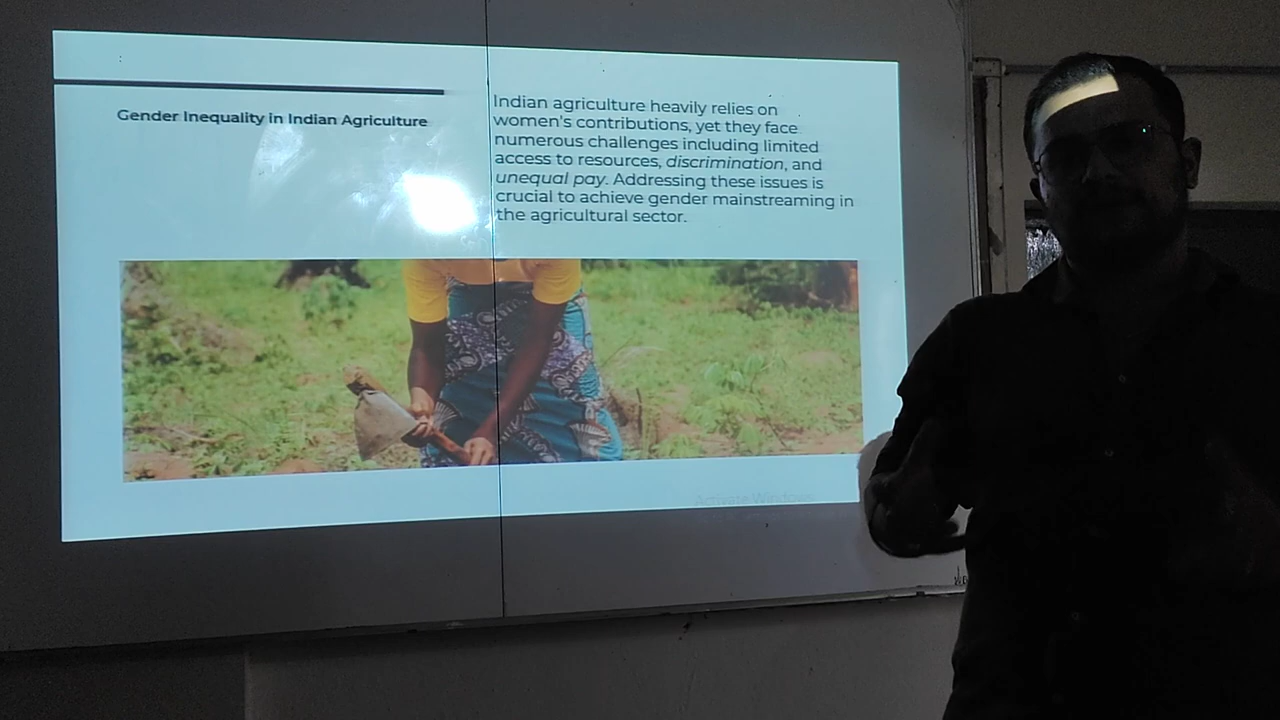 Gender Inequality in Indian Agriculture
Indian agriculture heavily relies on
women's contributions, yet they face
numerous challenges including limited
access to resources, discrimination, and
unequal pay. Addressing these issues is
crucial to achieve gender mainstreaming in
the agricultural sector.
Activate Windows